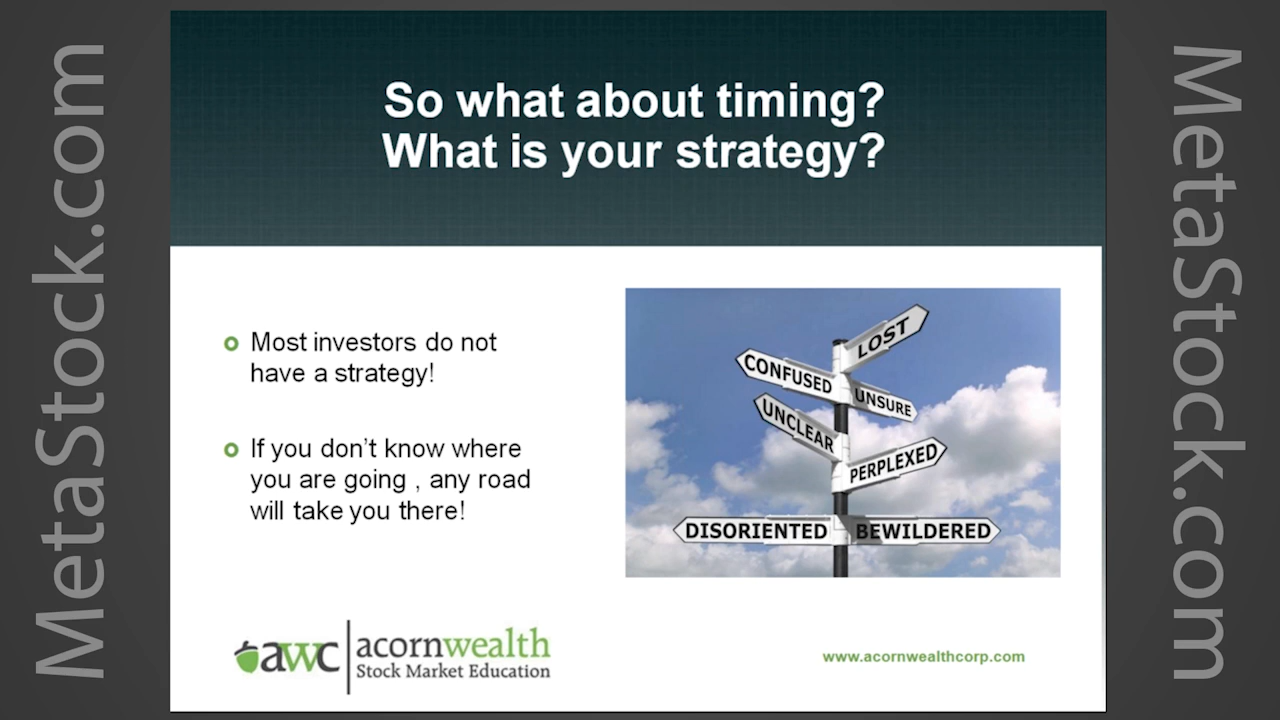 MetaStock.com
So what about timing?
What is your strategy?
Most investors do not
have a strategy!
If you don't know where
you are going , any road
will take you there!
LOST
CONFUSED
UNSURE
UNCLEAR
PERPLEXED
DISORIENTED
BEWILDERED
awc
acornwealth
Stock Market Education
www.acornwealthcorp.com
MetaStock.com